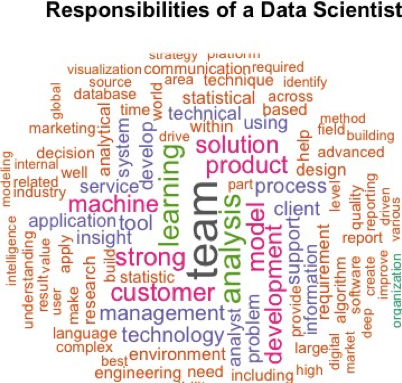 Responsibilities of a Data Scientist
strategy platform
visualization communication required
source area technique identify
global database world statistical across
time technical based
marketing analytical system develop within using method
drive field building
decision learning solution help advanced
modeling internal well product design
related service part process level quality reporting driven
industry machine team analysis model client various
application tool
intelligence understanding insight support report
result value apply build strong development information requirement
user make research statistic provide algorithm software create improve organization
customer deep
management analyst problem
language technology large digital market high
complex
best environment
engineering need including